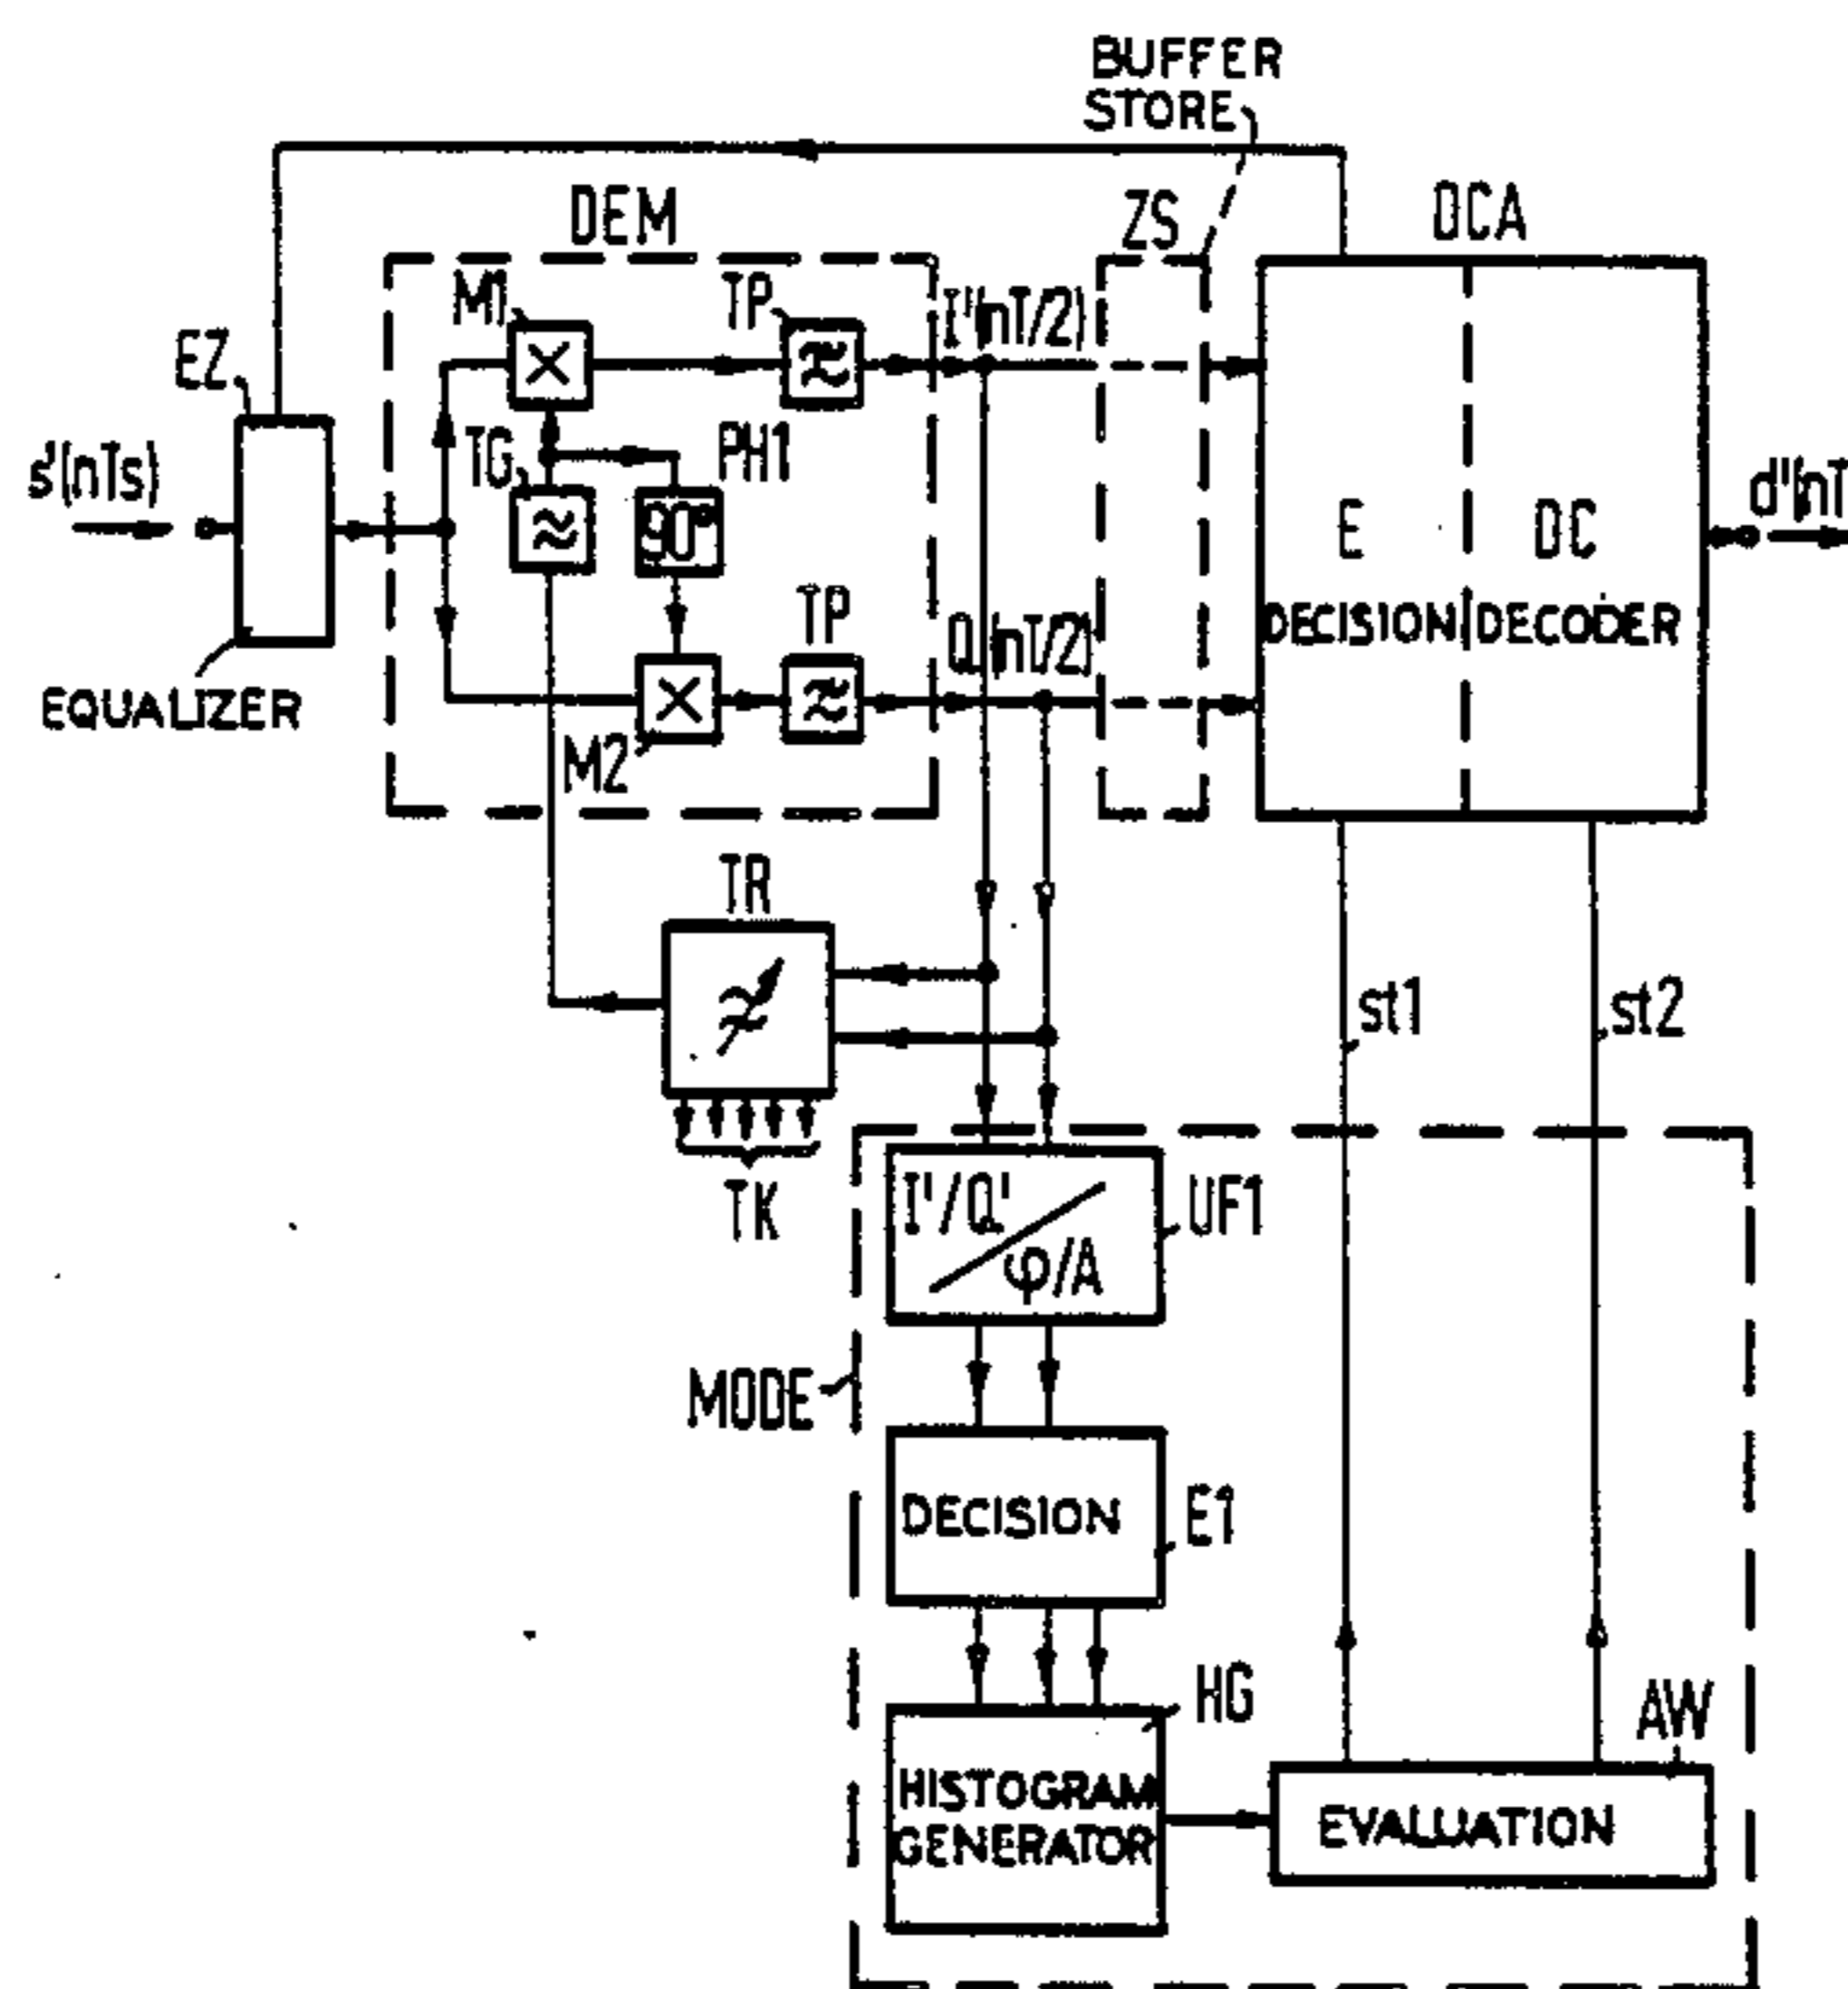 BUFFER
STORE
DEM
ZS
DCA
M1
TP
I'(nT/2)
EZ
TG
PH1
s'(nTs)
90°
d'(nT
E
DC
TP
Q'(nT/2)
DECISION
DECODER
EQUALIZER
M2
TR
st1
st2
TK
I'/Q'
φ/A
UF1
MODE
DECISION
E1
HG
AW
HISTOGRAM
GENERATOR
EVALUATION